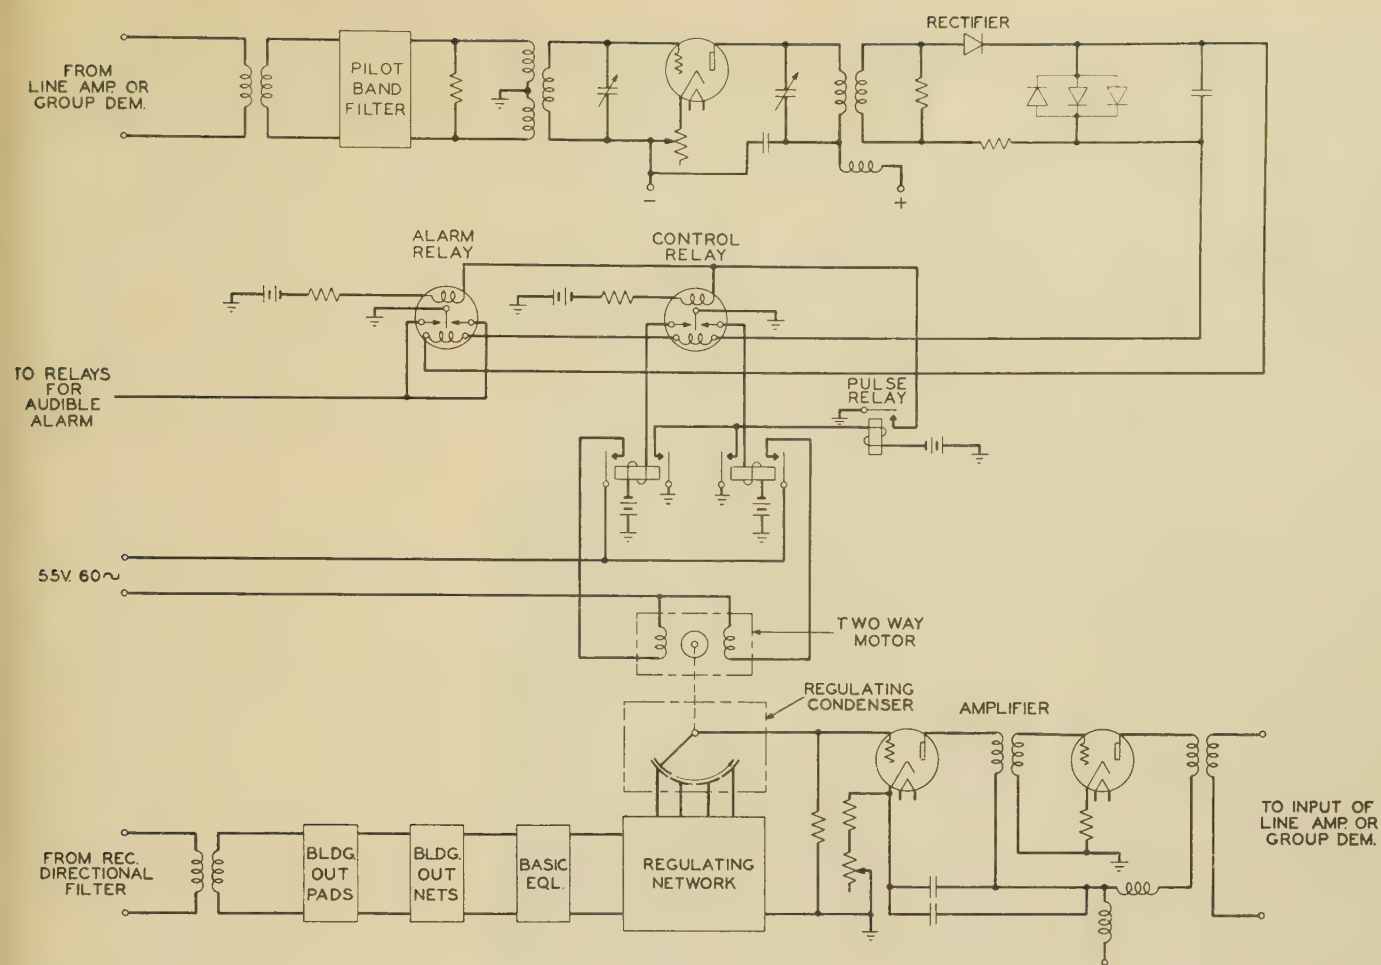 RECTIFIER
FROM
LINE AMP. OR
GROUP DEM.
PILOT
BAND
FILTER
−
+
ALARM
RELAY
CONTROL
RELAY
TO RELAYS
FOR
AUDIBLE
ALARM
PULSE
RELAY
55V. 60~
TWO WAY
MOTOR
REGULATING
CONDENSER
AMPLIFIER
FROM REC.
DIRECTIONAL
FILTER
BLDG.
OUT
PADS
BLDG.
OUT
NETS
BASIC
EQL.
REGULATING
NETWORK
TO INPUT OF
LINE AMP. OR
GROUP DEM.